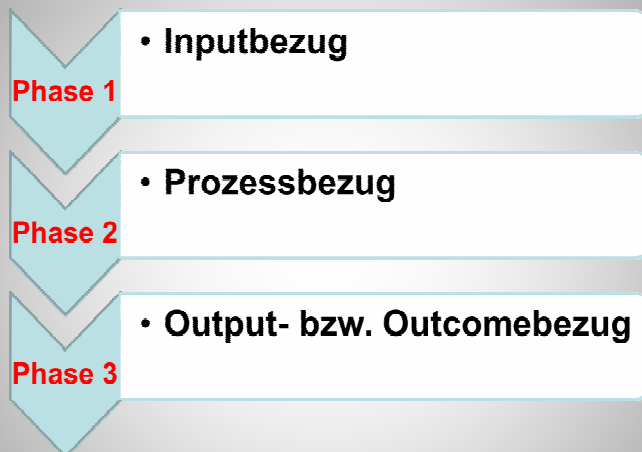 • Inputbezug
Phase 1
• Prozessbezug
Phase 2
• Output- bzw. Outcomebezug
Phase 3